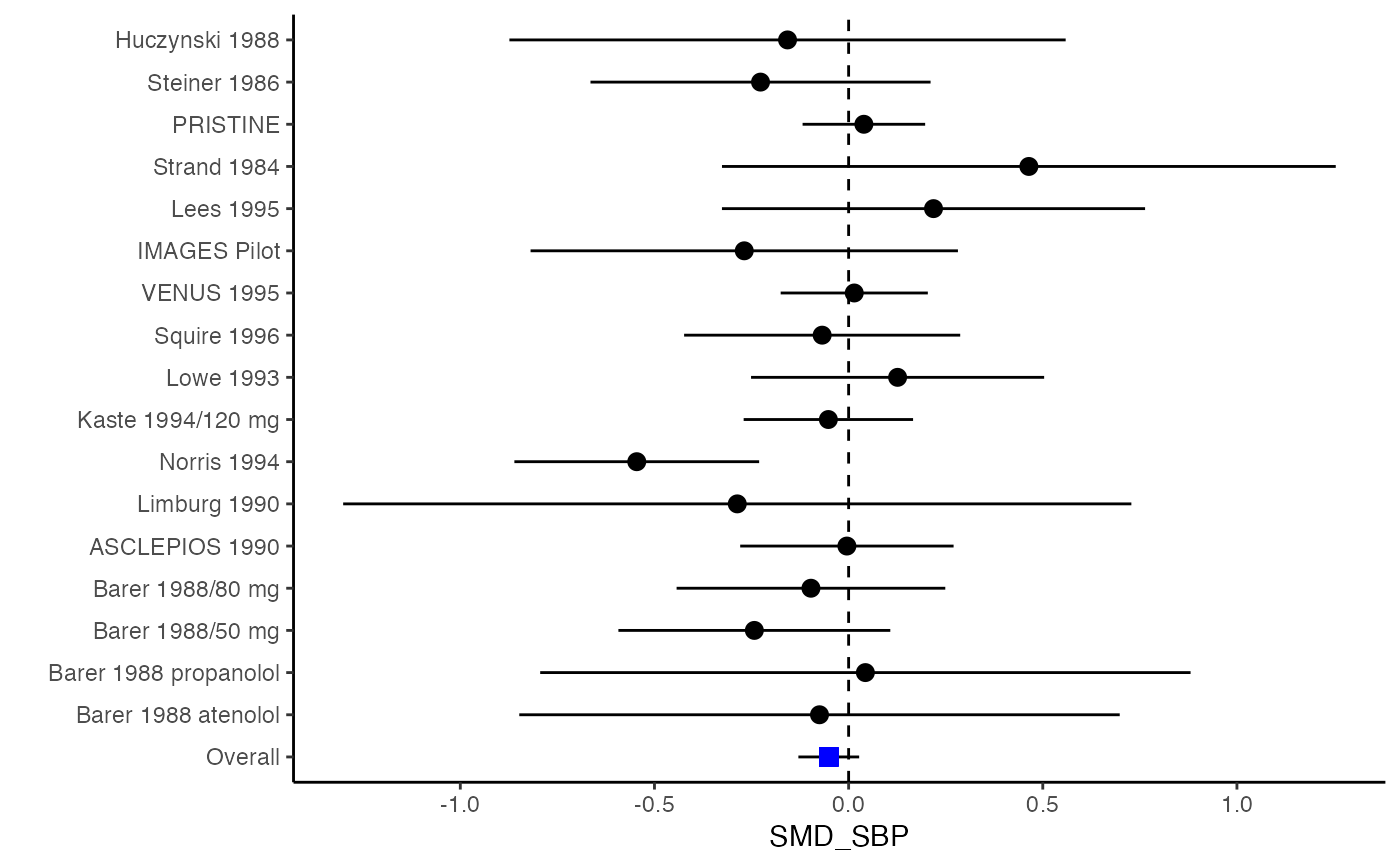 Huczynski 1988
Steiner 1986
PRISTINE
Strand 1984
Lees 1995
IMAGES Pilot
VENUS 1995
Squire 1996
Lowe 1993
Kaste 1994/120 mg
Norris 1994
Limburg 1990
ASCLEPIOS 1990
Barer 1988/80 mg
Barer 1988/50 mg
Barer 1988 propanolol
Barer 1988 atenolol
Overall
-1.0 -0.5 0.0 0.5 1.0
SMD_SBP